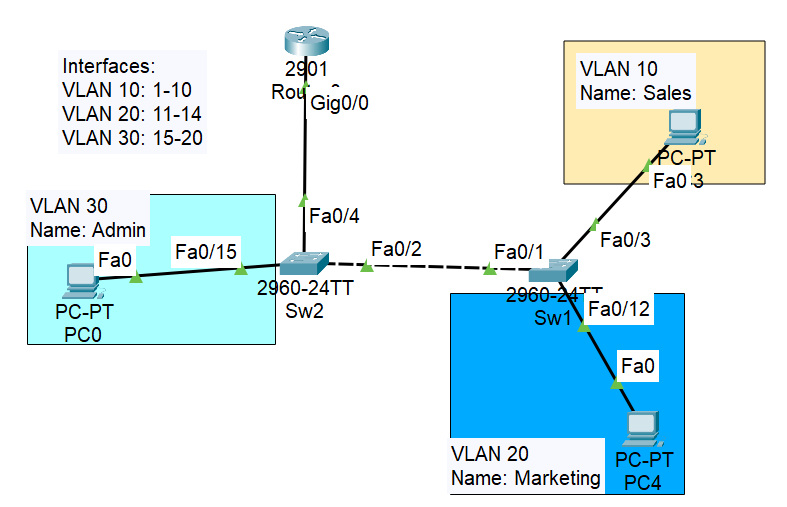 2901
Gig0/0
Interfaces:
VLAN 10: 1-10
VLAN 20: 11-14
VLAN 30: 15-20
VLAN 10
Name: Sales
PC-PT
Fa0
Fa0/3
VLAN 30
Name: Admin
Fa0
Fa0/15
PC-PT
PC0
Fa0/4
Fa0/2
2960-24TT
Sw2
Fa0/1
2960-24TT
Sw1
Fa0/12
Fa0
VLAN 20
Name: Marketing
PC-PT
PC4